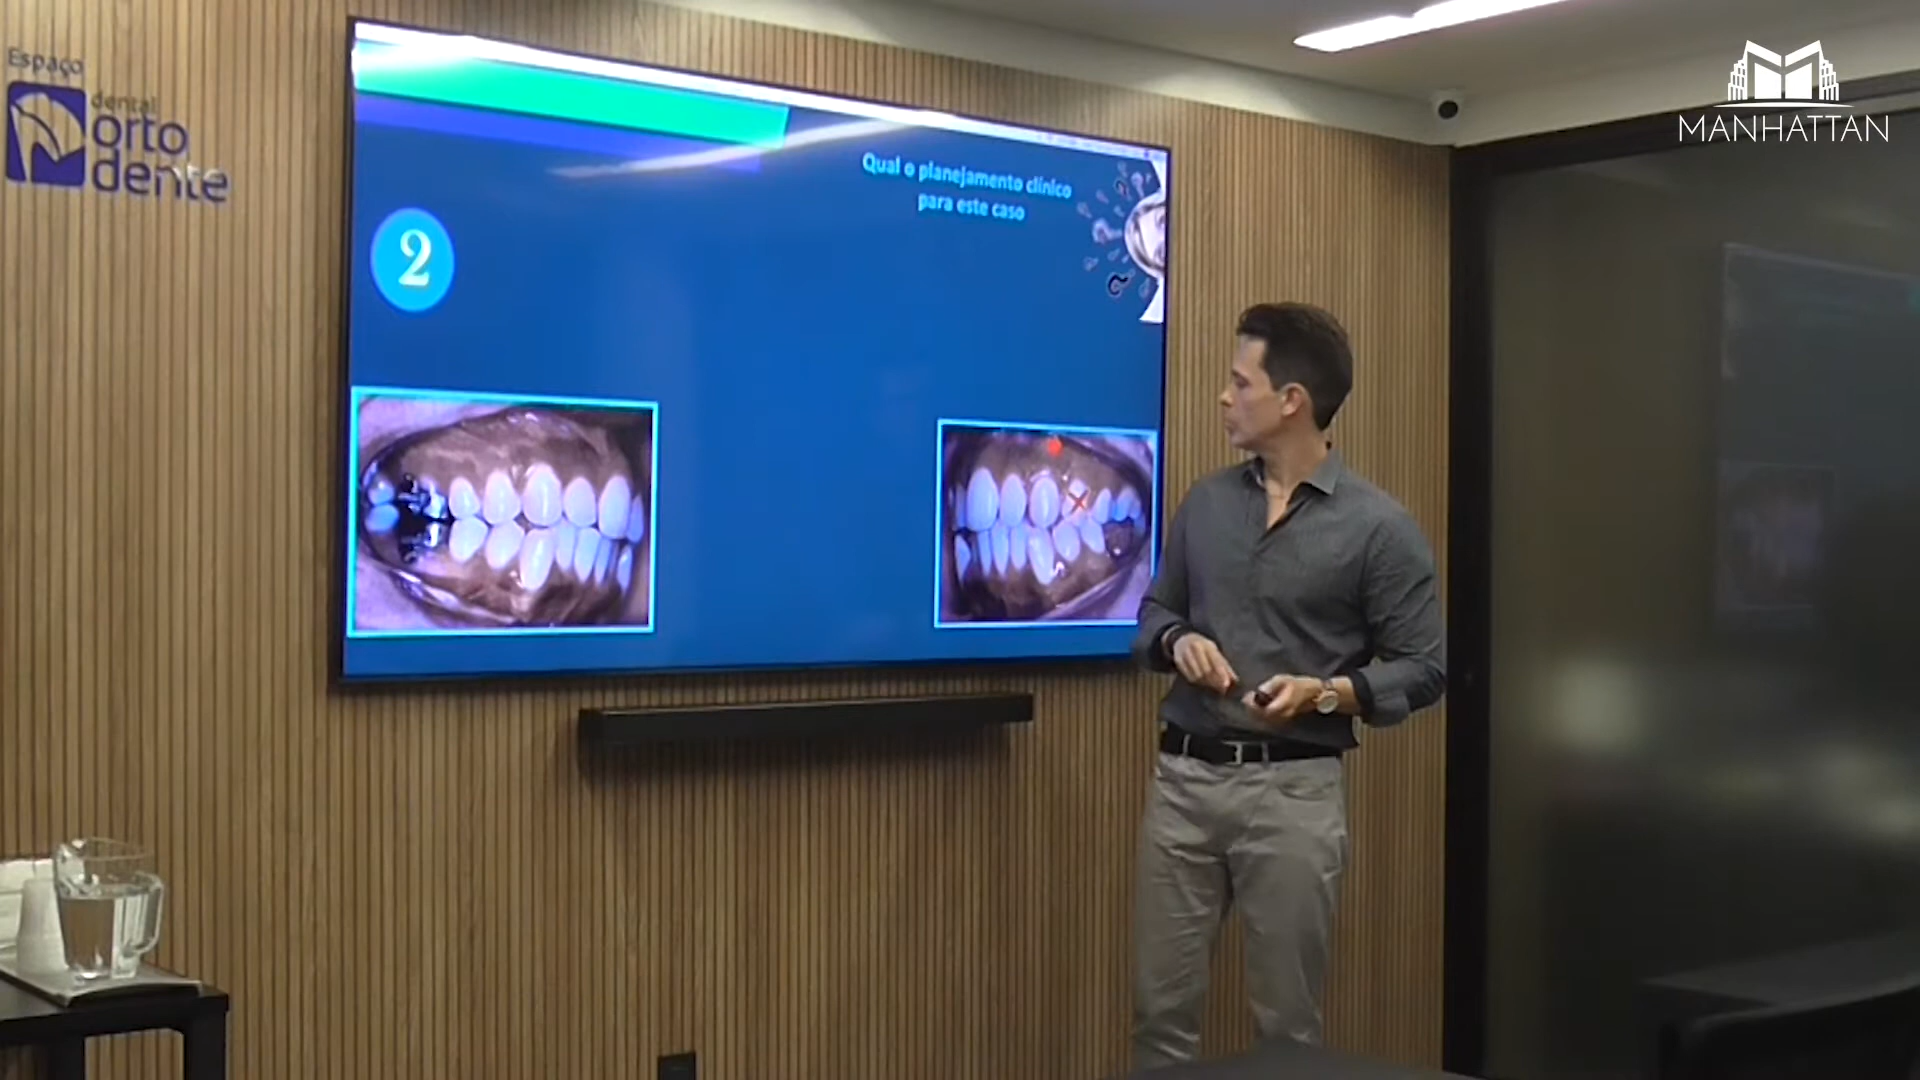 Espaço
dental
orto
dente
Qual o planejamento clínico
para este caso
2
MANHATTAN